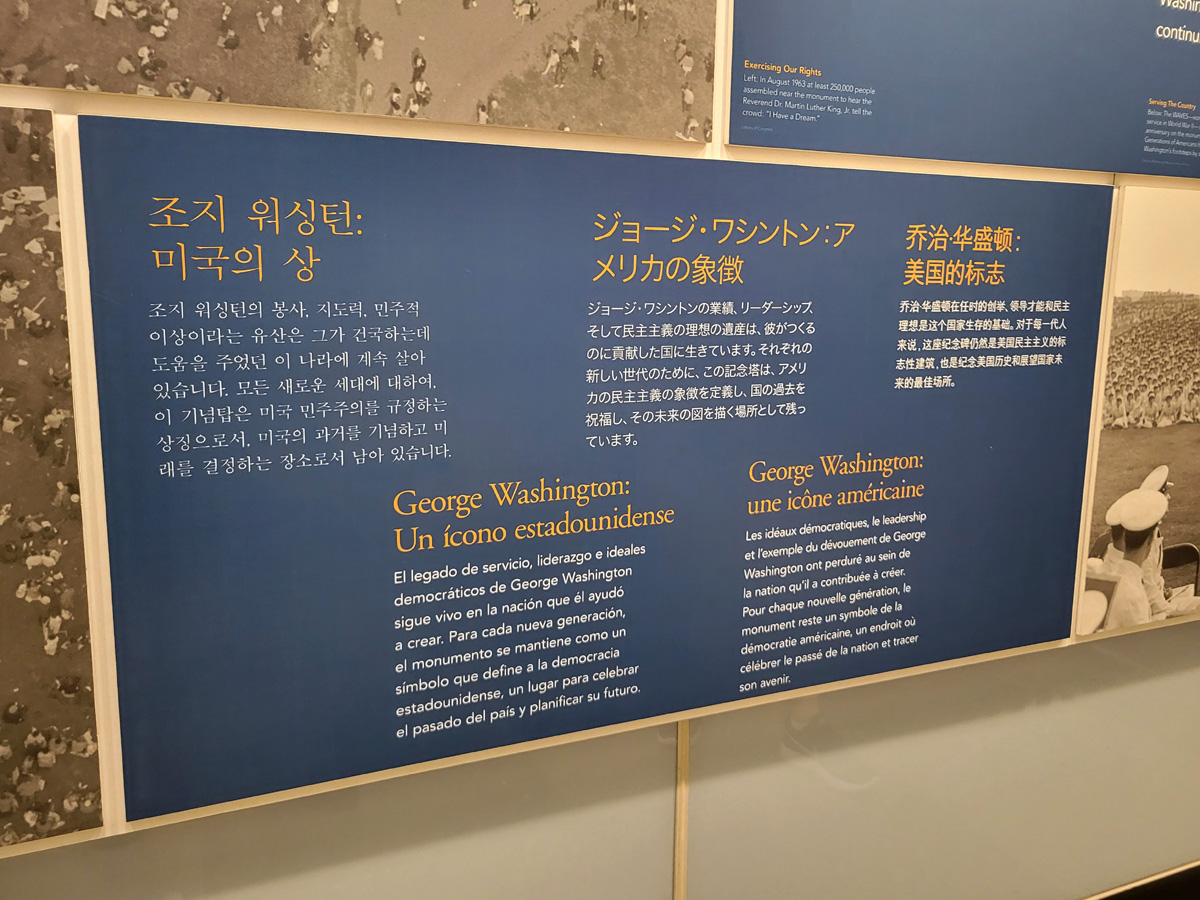 Exercising Our Rights
Left: In August 1963 at least 250,000 people
assembled near the monument to hear the
Reverend Dr. Martin Luther King, Jr. tell the
crowd: "I Have a Dream."
Library of Congress
continu
Serving The Country
Below: The WAVES—
service in World War II—
anniversary on the
Generations of Americans
Washington's footsteps by
조지 워싱턴:
미국의 상
조지 워싱턴의 봉사, 지도력, 민주적
이상이라는 유산은 그가 건국하는데
도움을 주었던 이 나라에 계속 살아
있습니다. 모든 새로운 세대에 대하여,
이 기념탑은 미국 민주주의를 규정하는
상징으로서, 미국의 과거를 기념하고 미
래를 결정하는 장소로서 남아 있습니다.
ジョージ・ワシントン：ア
メリカの象徴
ジョージ・ワシントンの業績、リーダーシップ、
そして民主主義の理想の遺産は、彼がつくる
のに貢献した国に生きています。それぞれの
新しい世代のために、この記念塔は、アメリ
カの民主主義の象徴を定義し、国の過去を
祝福し、その未来の図を描く場所として残っ
ています。
乔治·华盛顿：
美国的标志
乔治·华盛顿在任时的创举、领导才能和民主
理想是这个国家生存的基础。对于每一代人
来说，这座纪念碑仍然是美国民主主义的标
志性建筑，也是纪念美国历史和展望国家未
来的最佳场所。
George Washington:
Un ícono estadounidense
El legado de servicio, liderazgo e ideales
democráticos de George Washington
sigue vivo en la nación que él ayudó
a crear. Para cada nueva generación,
el monumento se mantiene como un
símbolo que define a la democracia
estadounidense, un lugar para celebrar
el pasado del país y planificar su futuro.
George Washington:
une icône américaine
Les idéaux démocratiques, le leadership
et l'exemple du dévouement de George
Washington ont perduré au sein de
la nation qu'il a contribuée à créer.
Pour chaque nouvelle génération, le
monument reste un symbole de la
démocratie américaine, un endroit où
célébrer le passé de la nation et tracer
son avenir.